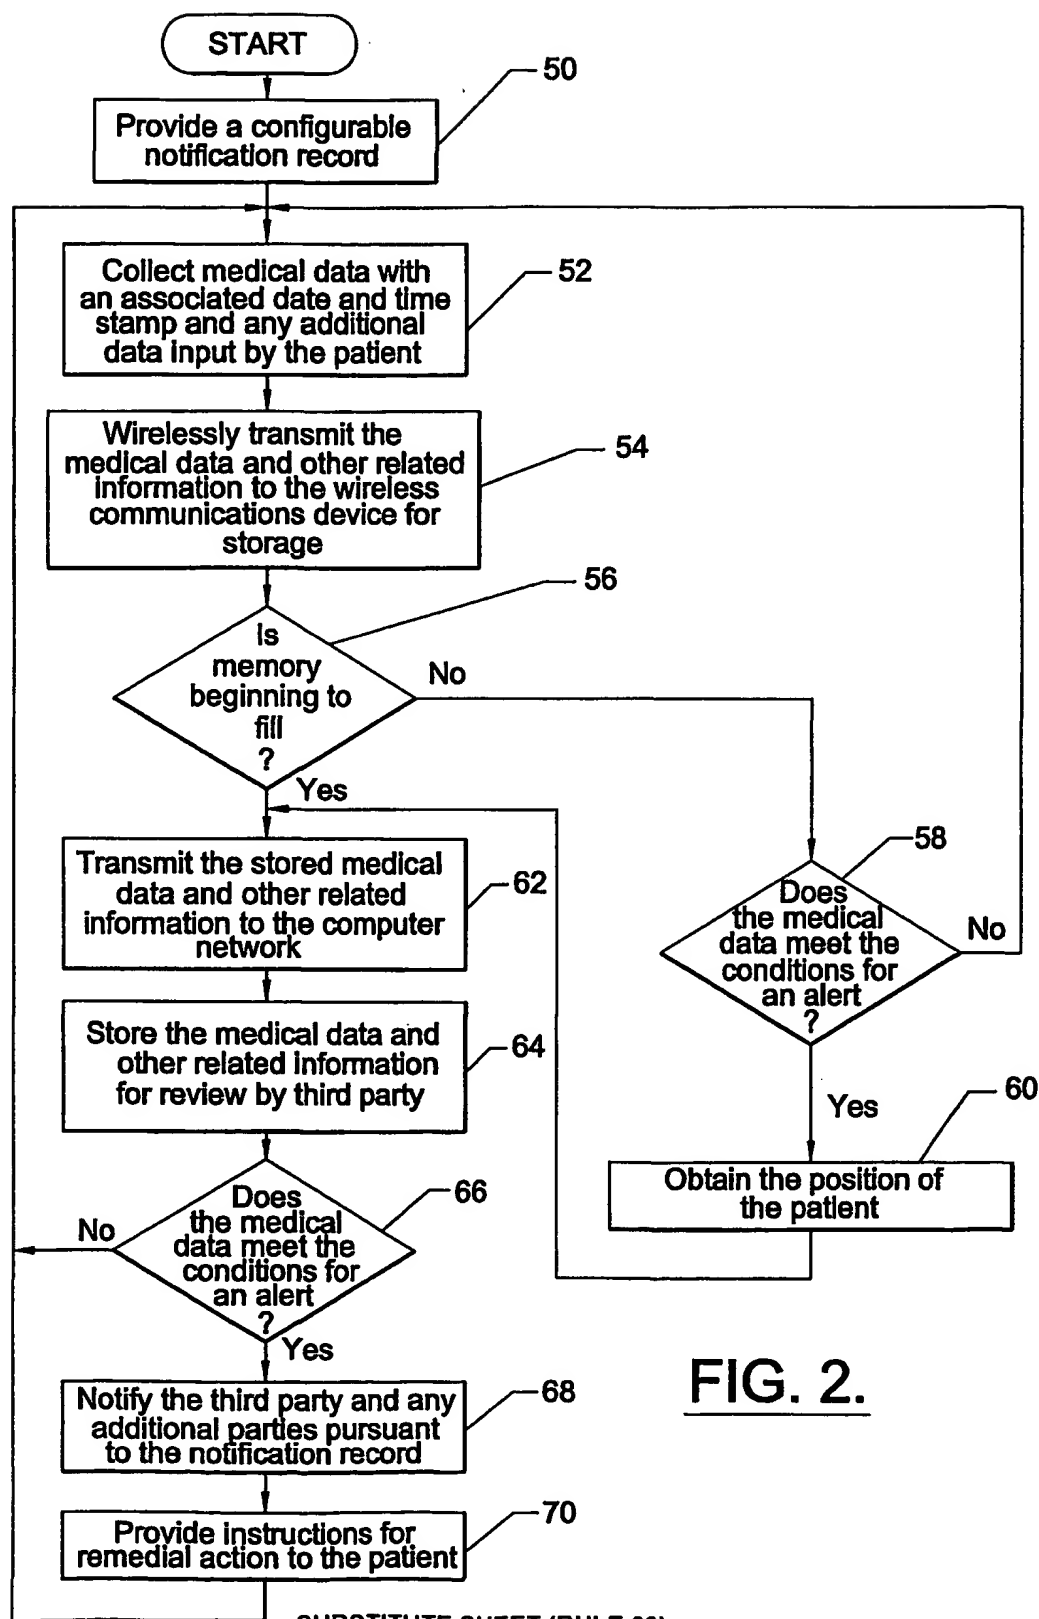 START
50
Provide a configurable
notification record
Collect medical data with
an associated date and time
stamp and any additional
data input by the patient
52
Wirelessly transmit the
medical data and other related
information to the wireless
communications device for
storage
54
56
Is
memory
beginning to
fill
?
No
Yes
58
Does
the medical
data meet the
conditions for
an alert
?
No
Yes
60
Obtain the position of
the patient
Transmit the stored medical
data and other related
information to the computer
network
62
Store the medical data and
other related information
for review by third party
64
66
Does
the medical
data meet the
conditions for
an alert
?
No
Yes
Notify the third party and any
additional parties pursuant
to the notification record
68
Provide instructions for
remedial action to the patient
70
FIG. 2.